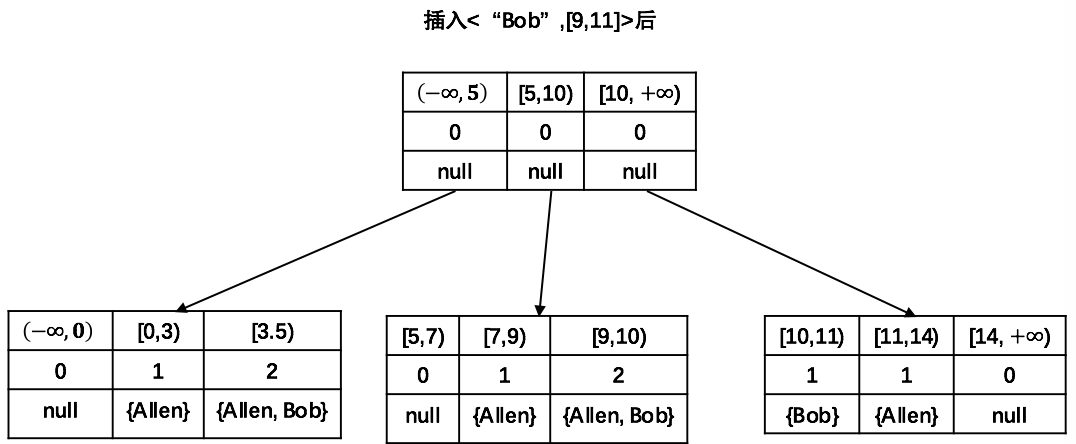 插入< “Bob” ,[9,11]>后
(−∞,5) [5,10) [10, +∞)
0 0 0
null null null
(−∞,0) [0,3) [3.5)
0 1 2
null {Allen} {Allen, Bob}
[5,7) [7,9) [9,10)
0 1 2
null {Allen} {Allen, Bob}
[10,11) [11,14) [14, +∞)
1 1 0
{Bob} {Allen} null